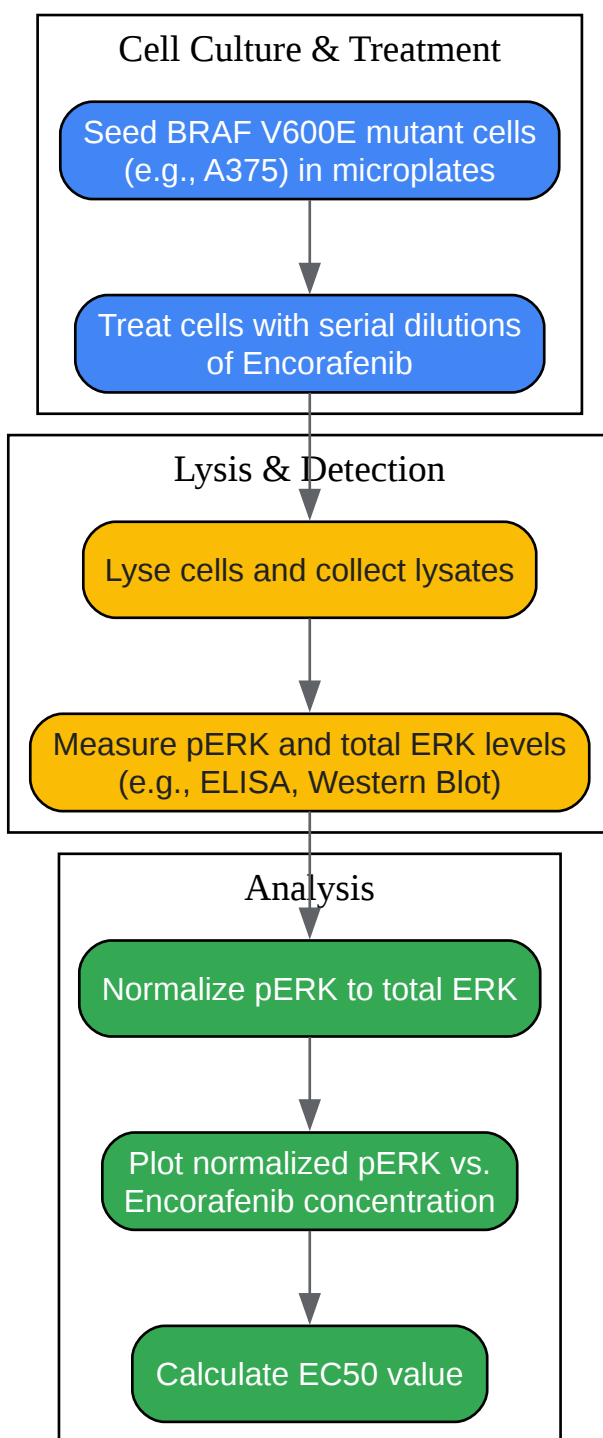 Cell Culture & Treatment
Seed BRAF V600E mutant cells
(e.g., A375) in microplates
Treat cells with serial dilutions
of Encorafenib
Lysis & Detection
Lyse cells and collect lysates
Measure pERK and total ERK levels
(e.g., ELISA, Western Blot)
Analysis
Normalize pERK to total ERK
Plot normalized pERK vs.
Encorafenib concentration
Calculate EC50 value